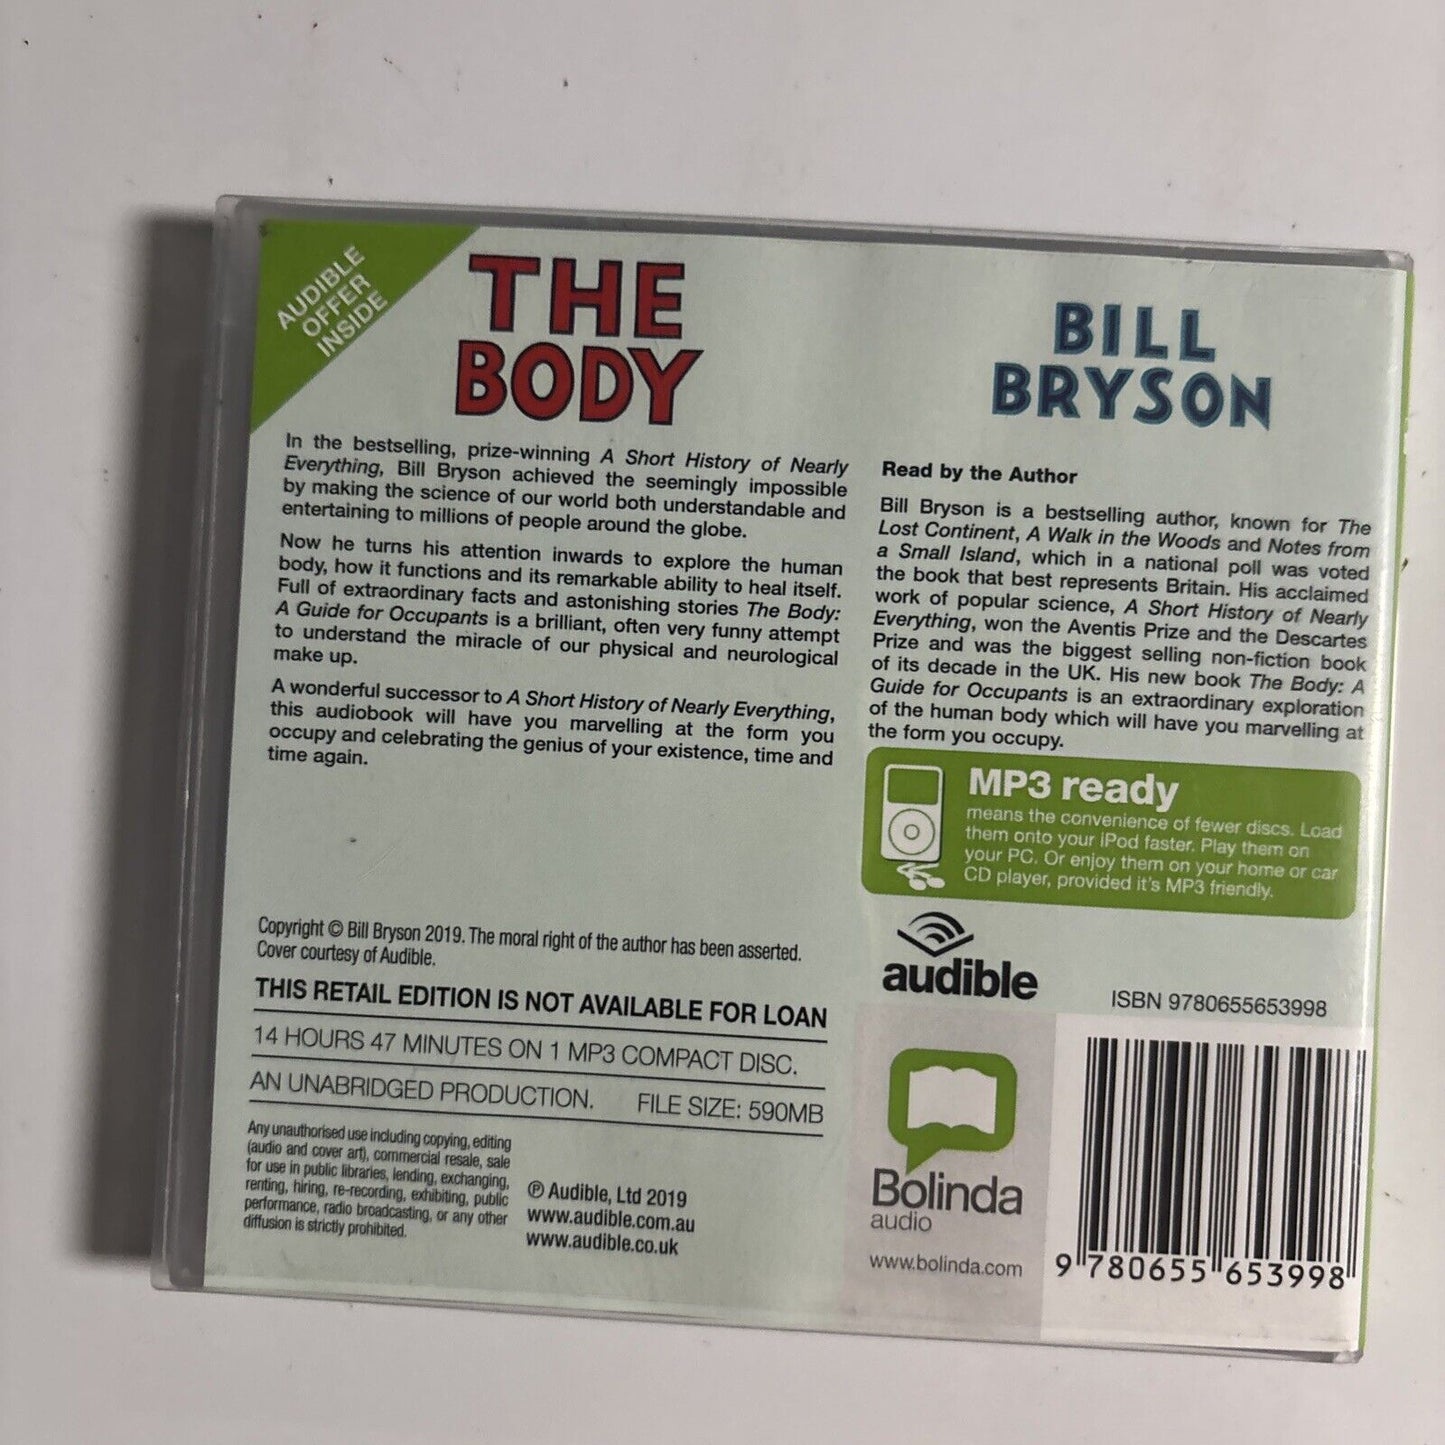 AUDIBLE
OFFER
INSIDE
THE
BODY
In the bestselling, prize-winning A Short History of Nearly
Everything, Bill Bryson achieved the seemingly impossible
by making the science of our world both understandable and
entertaining to millions of people around the globe.
Now he turns his attention inwards to explore the human
body, how it functions and its remarkable ability to heal itself.
Full of extraordinary facts and astonishing stories The Body:
A Guide for Occupants is a brilliant, often very funny attempt
to understand the miracle of our physical and neurological
make up.
A wonderful successor to A Short History of Nearly Everything,
this audiobook will have you marvelling at the form you
occupy and celebrating the genius of your existence, time and
time again.
Copyright © Bill Bryson 2019. The moral right of the author has been asserted.
Cover courtesy of Audible.
THIS RETAIL EDITION IS NOT AVAILABLE FOR LOAN
14 HOURS 47 MINUTES ON 1 MP3 COMPACT DISC.
AN UNABRIDGED PRODUCTION. FILE SIZE: 590MB
Any unauthorised use including copying, editing
(audio and cover art), commercial resale, sale
for use in public libraries, lending, exchanging,
renting, hiring, re-recording, exhibiting, public
performance, radio broadcasting, or any other
diffusion is strictly prohibited.
℗ Audible, Ltd 2019
www.audible.com.au
www.audible.co.uk
BILL
BRYSON
Read by the Author
Bill Bryson is a bestselling author, known for The
Lost Continent, A Walk in the Woods and Notes from
a Small Island, which in a national poll was voted
the book that best represents Britain. His acclaimed
work of popular science, A Short History of Nearly
Everything, won the Aventis Prize and the Descartes
Prize and was the biggest selling non-fiction book
of its decade in the UK. His new book The Body: A
Guide for Occupants is an extraordinary exploration
of the human body which will have you marvelling at
the form you occupy.
MP3 ready
means the convenience of fewer discs. Load
them onto your iPod faster. Play them on
your PC. Or enjoy them on your home or car
CD player, provided it's MP3 friendly.
audible
ISBN 9780655653998
Bolinda
audio
www.bolinda.com
9 780655 653998